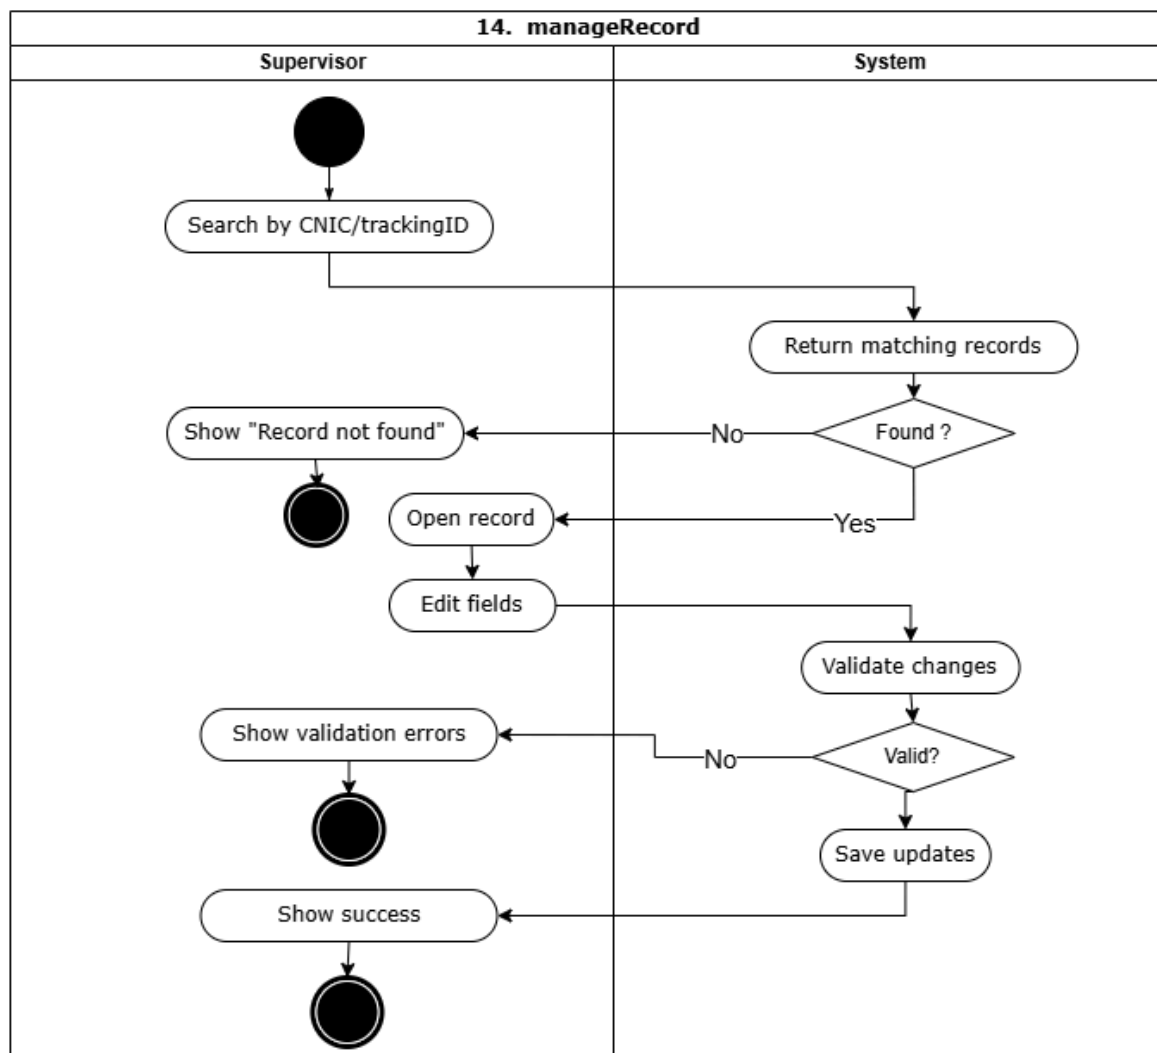 14. manageRecord
Supervisor
System
Search by CNIC/trackingID
Return matching records
Found ?
No
Show "Record not found"
Yes
Open record
Edit fields
Validate changes
Valid?
No
Show validation errors
Save updates
Show success